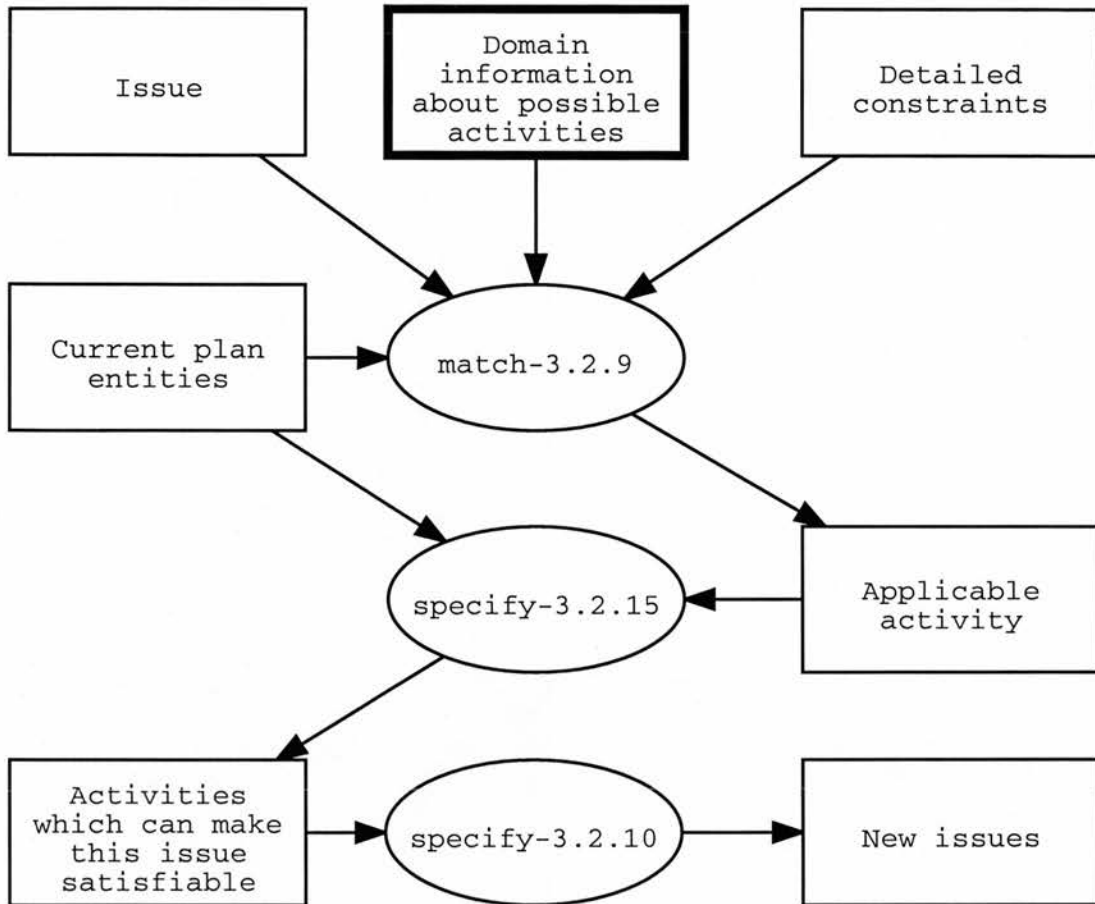 Issue
Domain
information
about possible
activities
Detailed
constraints
Current plan
entities
match-3.2.9
specify-3.2.15
Applicable
activity
Activities
which can make
this issue
satisfiable
specify-3.2.10
New issues